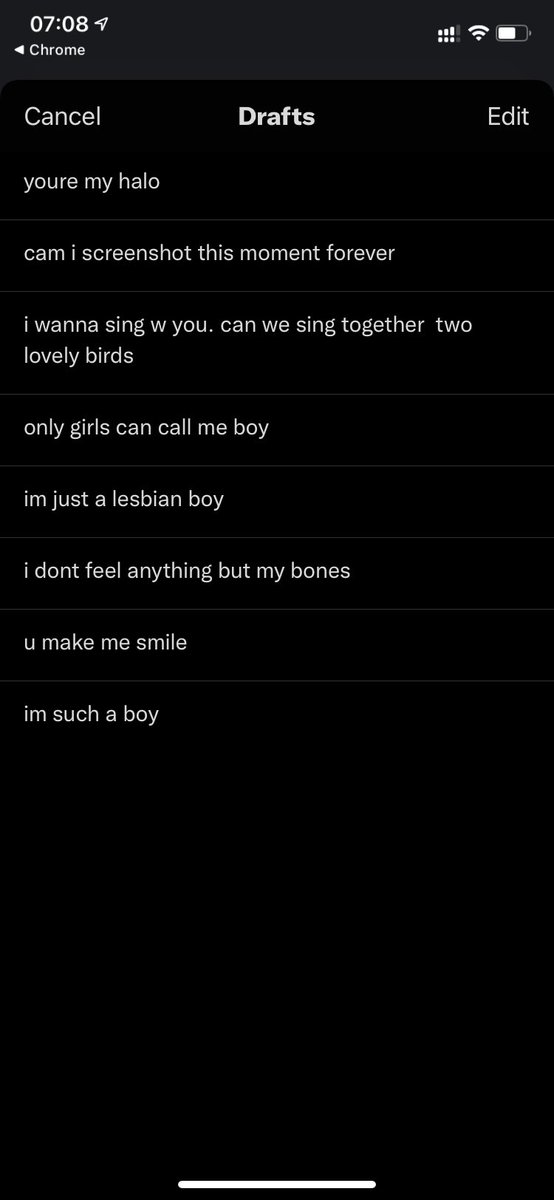 07:08
◀ Chrome
Cancel
Drafts
Edit
youre my halo
cam i screenshot this moment forever
i wanna sing w you. can we sing together  two
lovely birds
only girls can call me boy
im just a lesbian boy
i dont feel anything but my bones
u make me smile
im such a boy